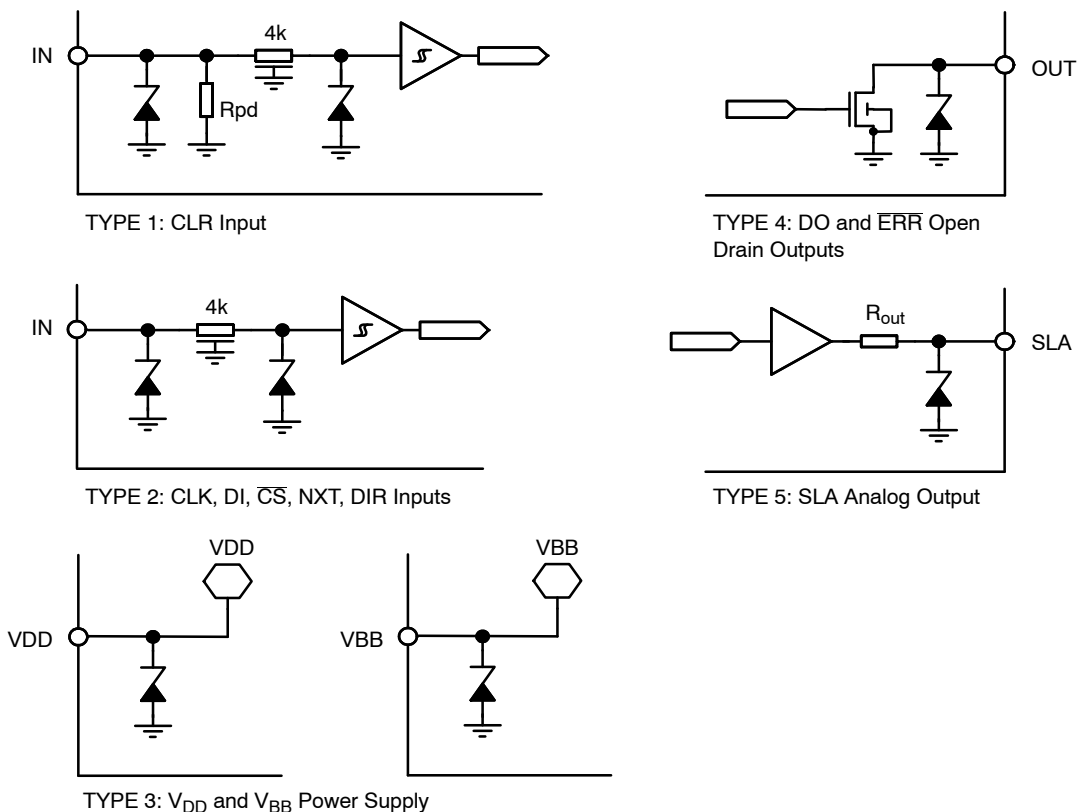 IN
4k
Rpd
TYPE 1: CLR Input
OUT
TYPE 4: DO and ERR Open
Drain Outputs
IN
4k
TYPE 2: CLK, DI, CS, NXT, DIR Inputs
Rout
SLA
TYPE 5: SLA Analog Output
VDD
VDD
VBB
VBB
TYPE 3: VDD and VBB Power Supply